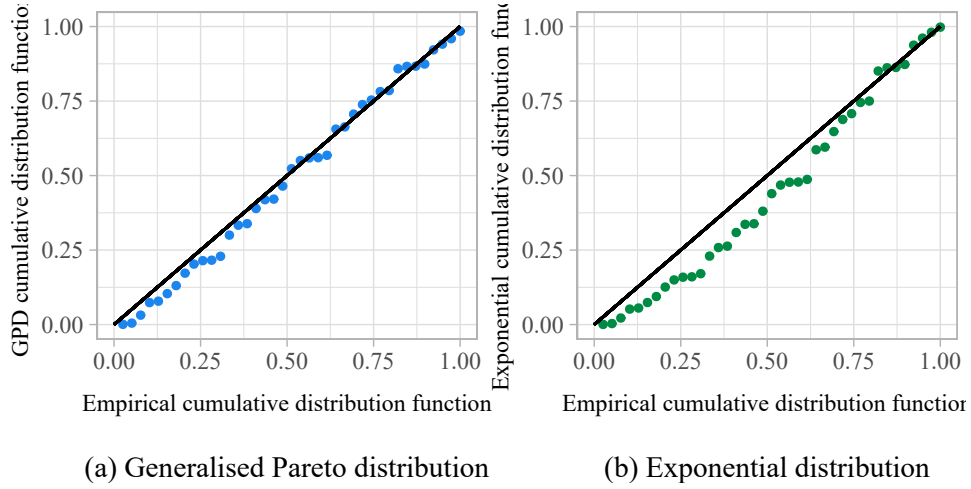 GPD cumulative distribution function
1.00
0.75
0.50
0.25
0.00
0.00 0.25 0.50 0.75 1.00
Empirical cumulative distribution function
(a) Generalised Pareto distribution
Exponential cumulative distribution func
1.00
0.75
0.50
0.25
0.00
0.00 0.25 0.50 0.75 1.00
Empirical cumulative distribution function
(b) Exponential distribution